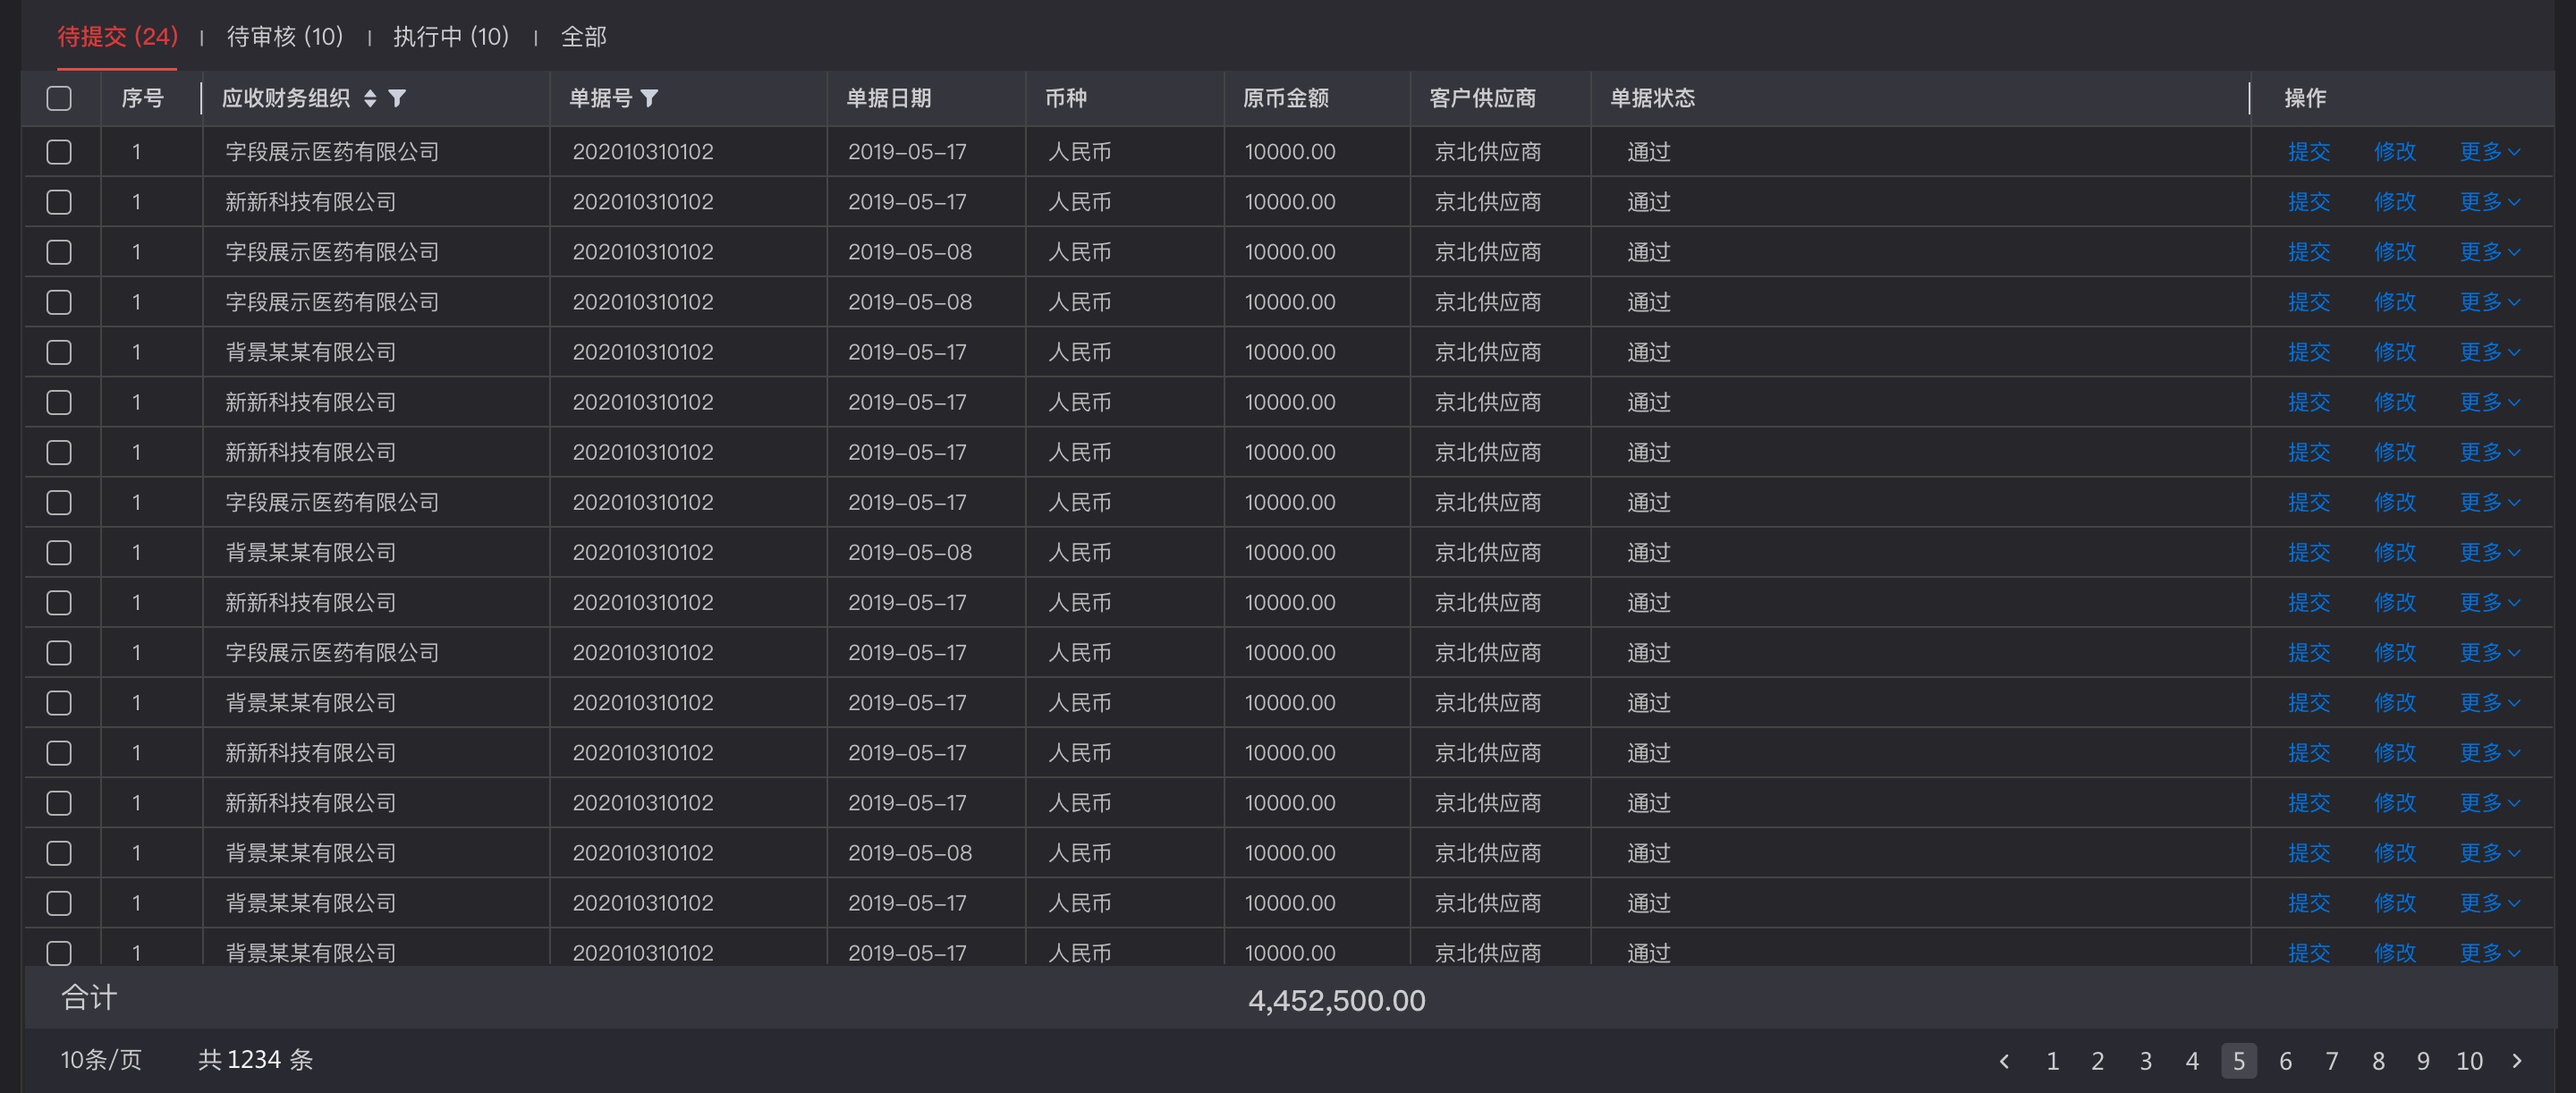 待提交 (24) | 待审核 (10) | 执行中 (10) | 全部
序号 应收财务组织 单据号 单据日期 币种 原币金额 客户供应商 单据状态 操作
1 字段展示医药有限公司 202010310102 2019-05-17 人民币 10000.00 京北供应商 通过 提交 修改 更多
1 新新科技有限公司 202010310102 2019-05-17 人民币 10000.00 京北供应商 通过 提交 修改 更多
1 字段展示医药有限公司 202010310102 2019-05-08 人民币 10000.00 京北供应商 通过 提交 修改 更多
1 字段展示医药有限公司 202010310102 2019-05-08 人民币 10000.00 京北供应商 通过 提交 修改 更多
1 背景某某有限公司 202010310102 2019-05-17 人民币 10000.00 京北供应商 通过 提交 修改 更多
1 新新科技有限公司 202010310102 2019-05-17 人民币 10000.00 京北供应商 通过 提交 修改 更多
1 新新科技有限公司 202010310102 2019-05-17 人民币 10000.00 京北供应商 通过 提交 修改 更多
1 字段展示医药有限公司 202010310102 2019-05-17 人民币 10000.00 京北供应商 通过 提交 修改 更多
1 背景某某有限公司 202010310102 2019-05-08 人民币 10000.00 京北供应商 通过 提交 修改 更多
1 新新科技有限公司 202010310102 2019-05-17 人民币 10000.00 京北供应商 通过 提交 修改 更多
1 字段展示医药有限公司 202010310102 2019-05-17 人民币 10000.00 京北供应商 通过 提交 修改 更多
1 背景某某有限公司 202010310102 2019-05-17 人民币 10000.00 京北供应商 通过 提交 修改 更多
1 新新科技有限公司 202010310102 2019-05-17 人民币 10000.00 京北供应商 通过 提交 修改 更多
1 新新科技有限公司 202010310102 2019-05-17 人民币 10000.00 京北供应商 通过 提交 修改 更多
1 背景某某有限公司 202010310102 2019-05-08 人民币 10000.00 京北供应商 通过 提交 修改 更多
1 背景某某有限公司 202010310102 2019-05-17 人民币 10000.00 京北供应商 通过 提交 修改 更多
1 背景某某有限公司 202010310102 2019-05-17 人民币 10000.00 京北供应商 通过 提交 修改 更多
合计 4,452,500.00
10条/页 共 1234 条 1 2 3 4 5 6 7 8 9 10